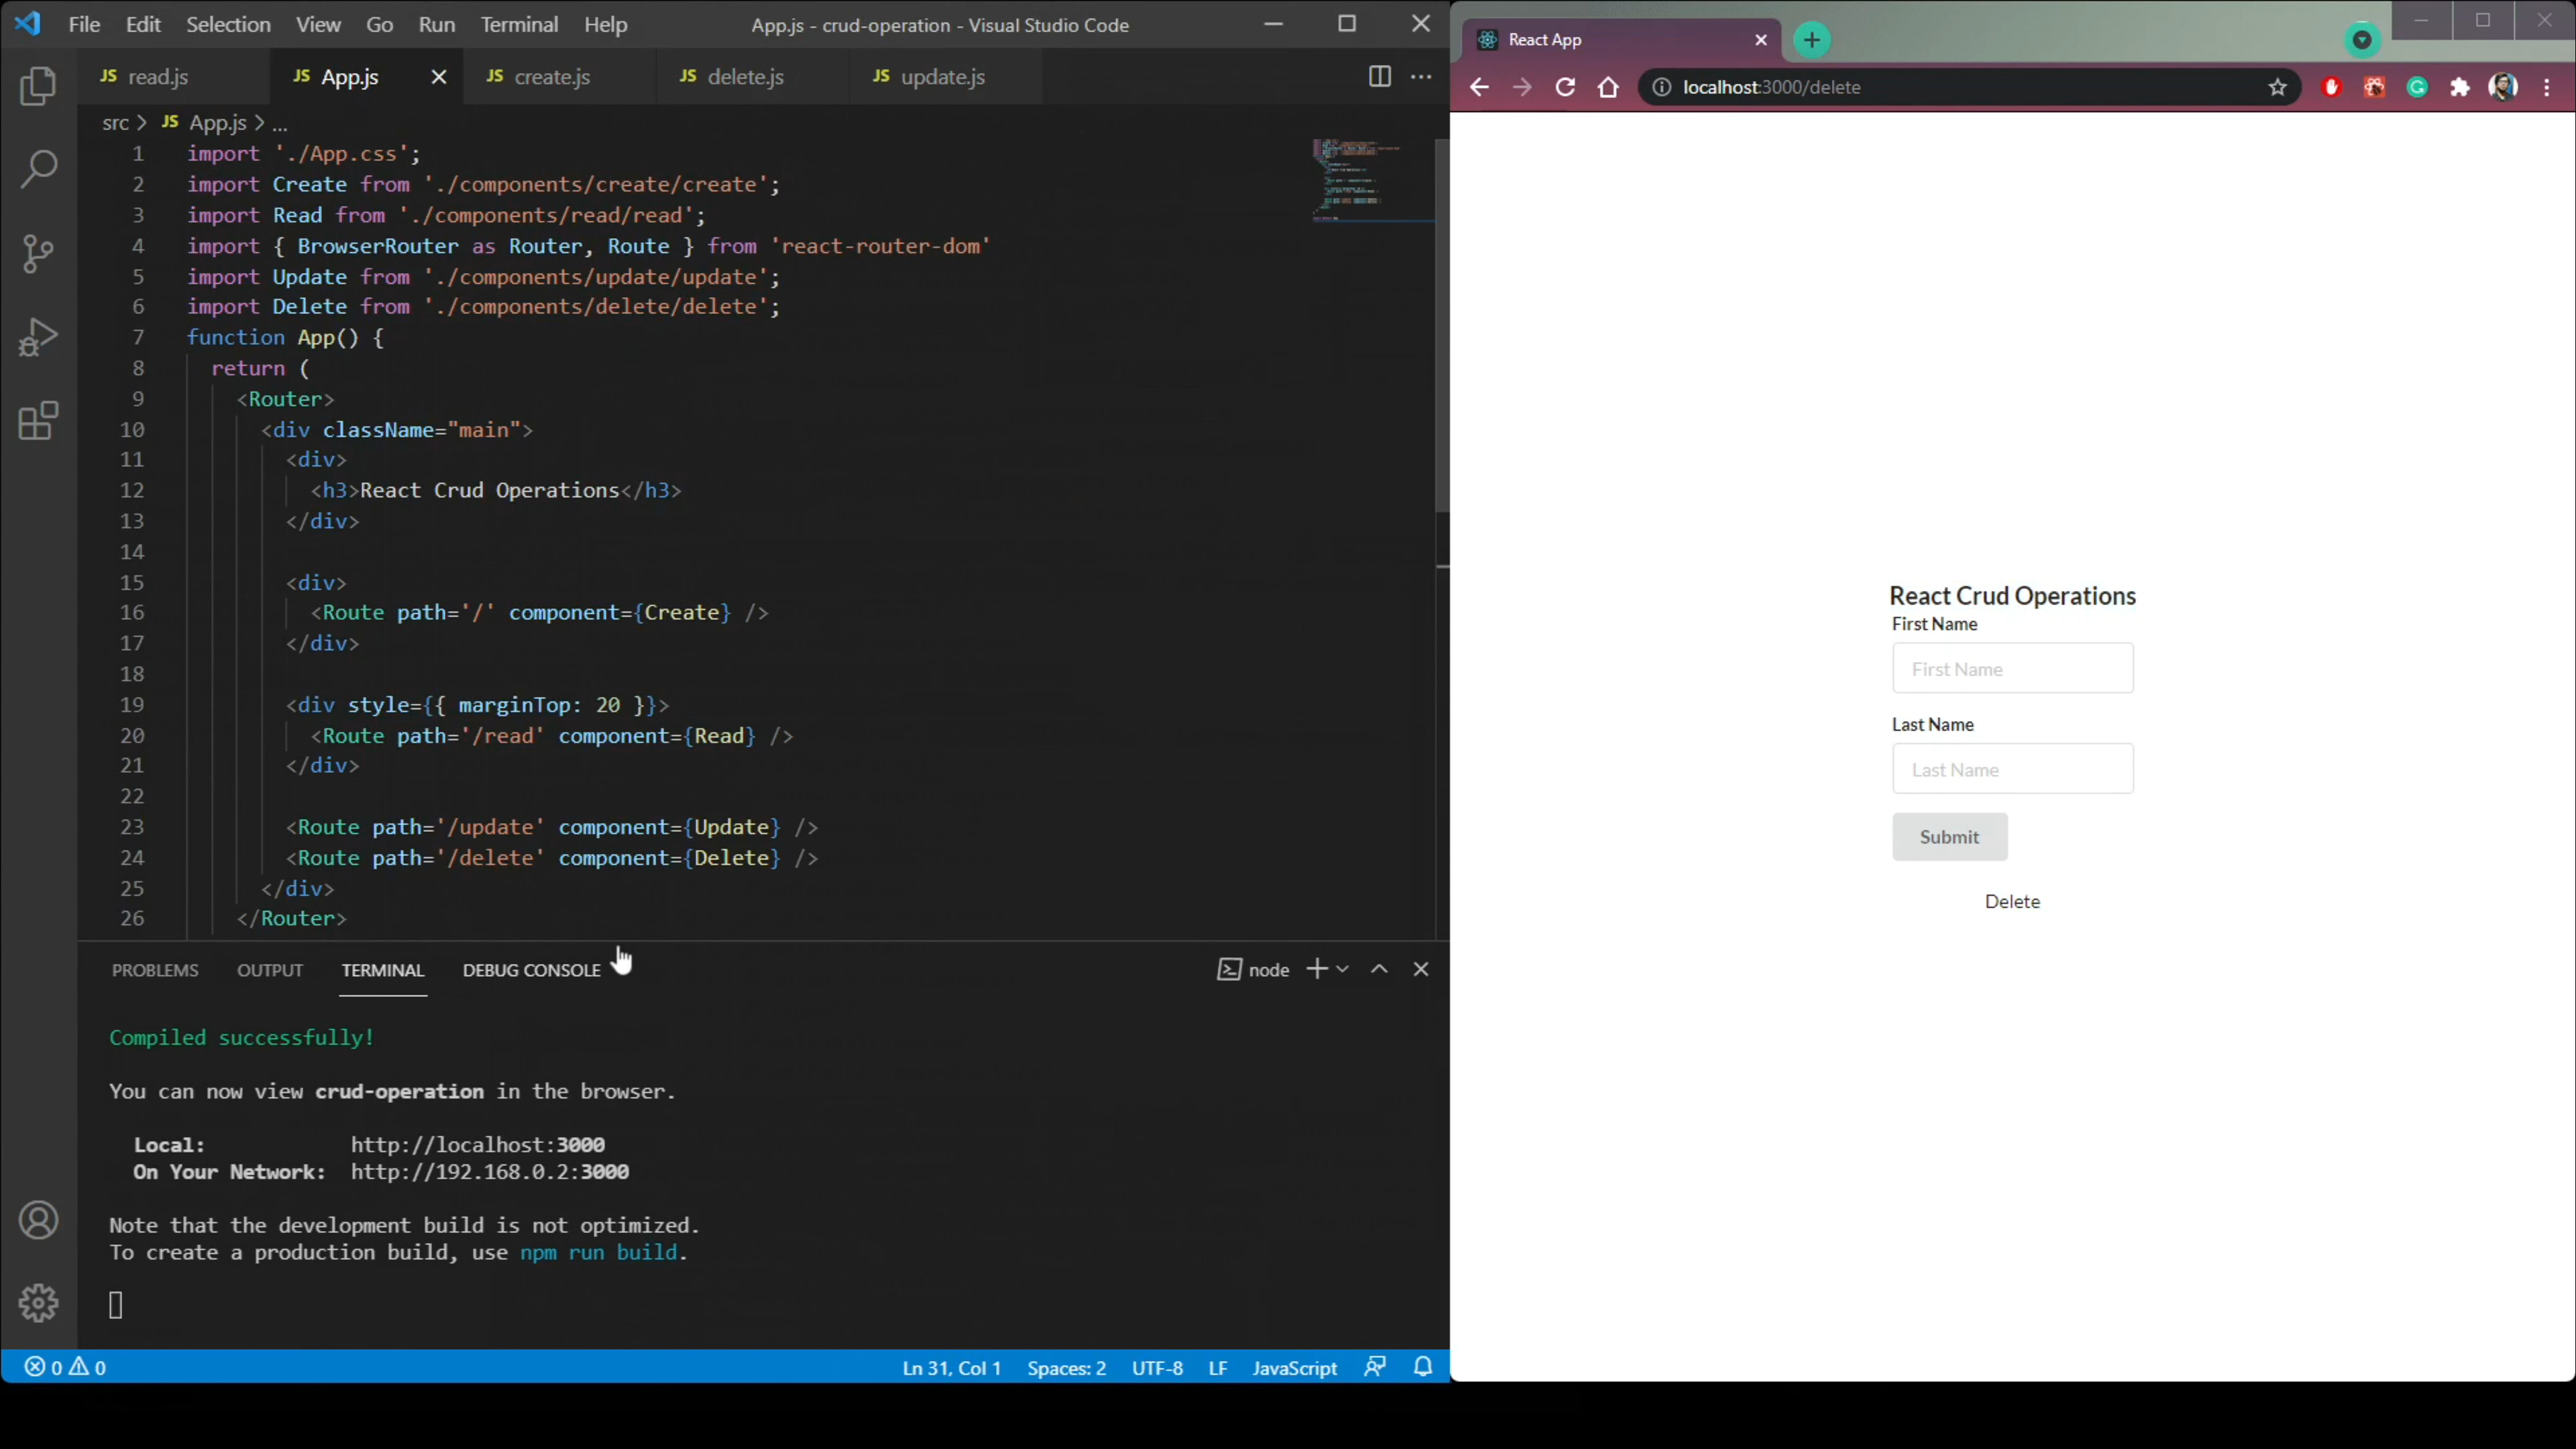 File Edit Selection View Go Run Terminal Help App.js - crud-operation - Visual Studio Code
JS read.js JS App.js JS create.js JS delete.js JS update.js
src > JS App.js > ...
1 import './App.css';
2 import Create from './components/create/create';
3 import Read from './components/read/read';
4 import { BrowserRouter as Router, Route } from 'react-router-dom'
5 import Update from './components/update/update';
6 import Delete from './components/delete/delete';
7 function App() {
8 return (
9 <Router>
10 <div className="main">
11 <div>
12 <h3>React Crud Operations</h3>
13 </div>
14
15 <div>
16 <Route path='/' component={Create} />
17 </div>
18
19 <div style={{ marginTop: 20 }}>
20 <Route path='/read' component={Read} />
21 </div>
22
23 <Route path='/update' component={Update} />
24 <Route path='/delete' component={Delete} />
25 </div>
26 </Router>
PROBLEMS OUTPUT TERMINAL DEBUG CONSOLE node
Compiled successfully!
You can now view crud-operation in the browser.
Local: http://localhost:3000
On Your Network: http://192.168.0.2:3000
Note that the development build is not optimized.
To create a production build, use npm run build.
0 0 Ln 31, Col 1 Spaces: 2 UTF-8 LF JavaScript
React App
localhost:3000/delete
React Crud Operations
First Name
First Name
Last Name
Last Name
Submit
Delete